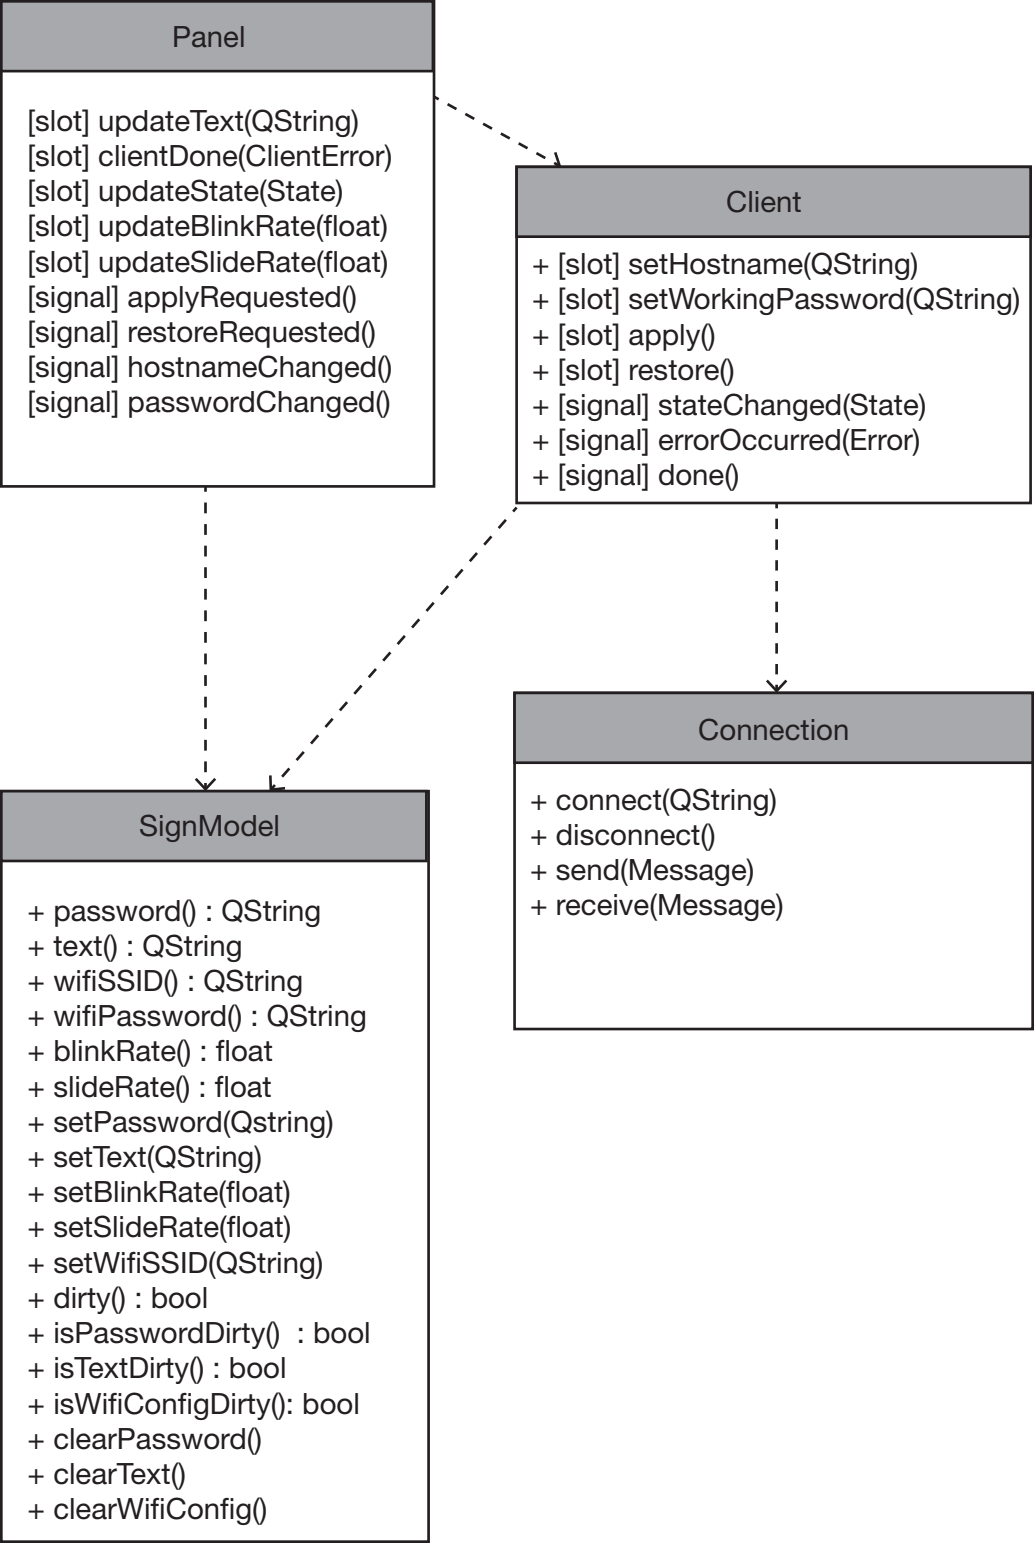 Panel
[slot] updateText(QString)
[slot] clientDone(ClientError)
[slot] updateState(State)
[slot] updateBlinkRate(float)
[slot] updateSlideRate(float)
[signal] applyRequested()
[signal] restoreRequested()
[signal] hostnameChanged()
[signal] passwordChanged()
Client
+ [slot] setHostname(QString)
+ [slot] setWorkingPassword(QString)
+ [slot] apply()
+ [slot] restore()
+ [signal] stateChanged(State)
+ [signal] errorOccurred(Error)
+ [signal] done()
Connection
+ connect(QString)
+ disconnect()
+ send(Message)
+ receive(Message)
SignModel
+ password() : QString
+ text() : QString
+ wifiSSID() : QString
+ wifiPassword() : QString
+ blinkRate() : float
+ slideRate() : float
+ setPassword(Qstring)
+ setText(QString)
+ setBlinkRate(float)
+ setSlideRate(float)
+ setWifiSSID(QString)
+ dirty() : bool
+ isPasswordDirty()  : bool
+ isTextDirty() : bool
+ isWifiConfigDirty(): bool
+ clearPassword()
+ clearText()
+ clearWifiConfig()